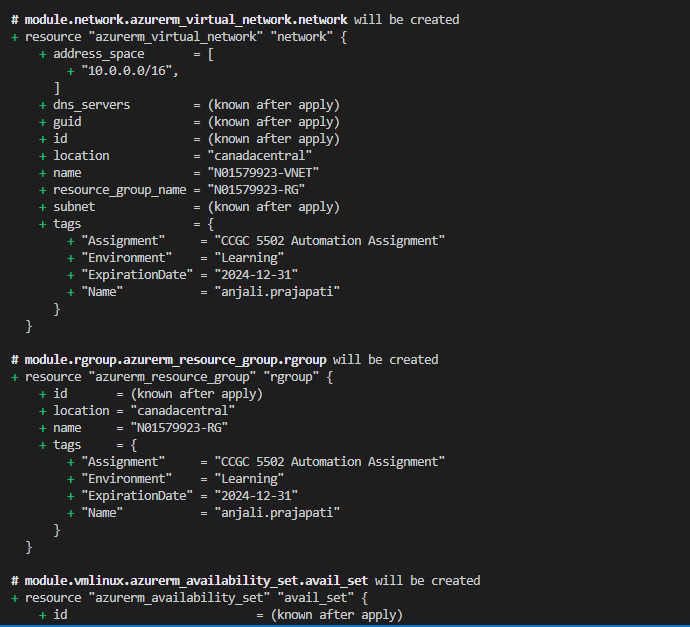 # module.network.azurerm_virtual_network.network will be created
+ resource "azurerm_virtual_network" "network" {
    + address_space       = [
        + "10.0.0.0/16",
      ]
    + dns_servers         = (known after apply)
    + guid                = (known after apply)
    + id                  = (known after apply)
    + location            = "canadacentral"
    + name                = "N01579923-VNET"
    + resource_group_name = "N01579923-RG"
    + subnet              = (known after apply)
    + tags                = {
        + "Assignment"     = "CCGC 5502 Automation Assignment"
        + "Environment"    = "Learning"
        + "ExpirationDate" = "2024-12-31"
        + "Name"           = "anjali.prajapati"
      }
  }
# module.rgroup.azurerm_resource_group.rgroup will be created
+ resource "azurerm_resource_group" "rgroup" {
    + id       = (known after apply)
    + location = "canadacentral"
    + name     = "N01579923-RG"
    + tags     = {
        + "Assignment"     = "CCGC 5502 Automation Assignment"
        + "Environment"    = "Learning"
        + "ExpirationDate" = "2024-12-31"
        + "Name"           = "anjali.prajapati"
      }
  }
# module.vmlinux.azurerm_availability_set.avail_set will be created
+ resource "azurerm_availability_set" "avail_set" {
    + id                           = (known after apply)